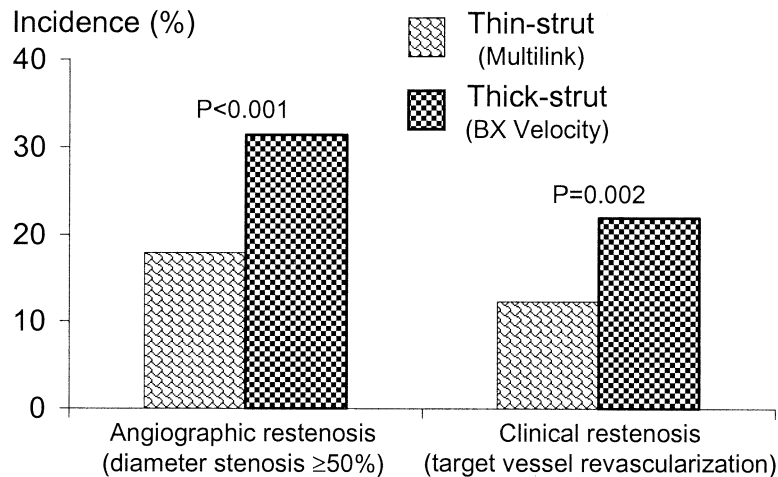 Incidence (%)
Thin-strut
(Multilink)
Thick-strut
(BX Velocity)
40
30
20
10
0
P<0.001
P=0.002
Angiographic restenosis
(diameter stenosis ≥50%)
Clinical restenosis
(target vessel revascularization)